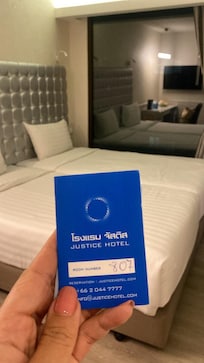 โรงแรม จัสติส
JUSTICE HOTEL
ROOM NUMBER 807
RESERVATION : JUSTICEHOTEL.COM
66 2 044 7777
INFO@JUSTICEHOTEL.COM